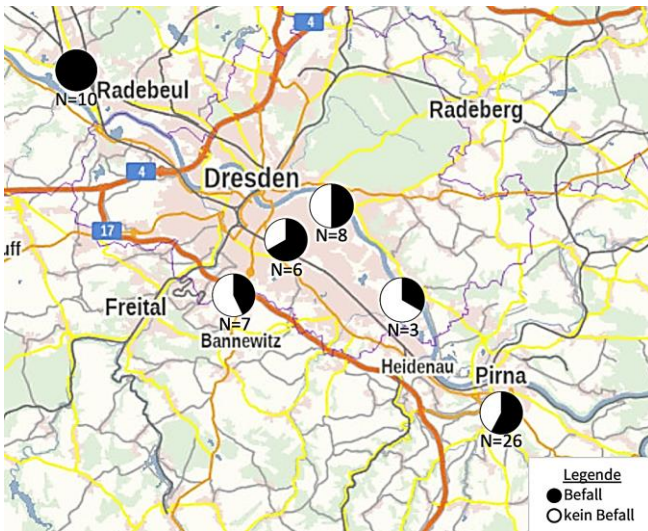 4
Radebeul
N=10
Radeberg
4
Dresden
17
N=8
uff
N=6
Freital
N=7
N=3
Bannewitz
Heidenau
Pirna
N=26
Legende
Befall
kein Befall